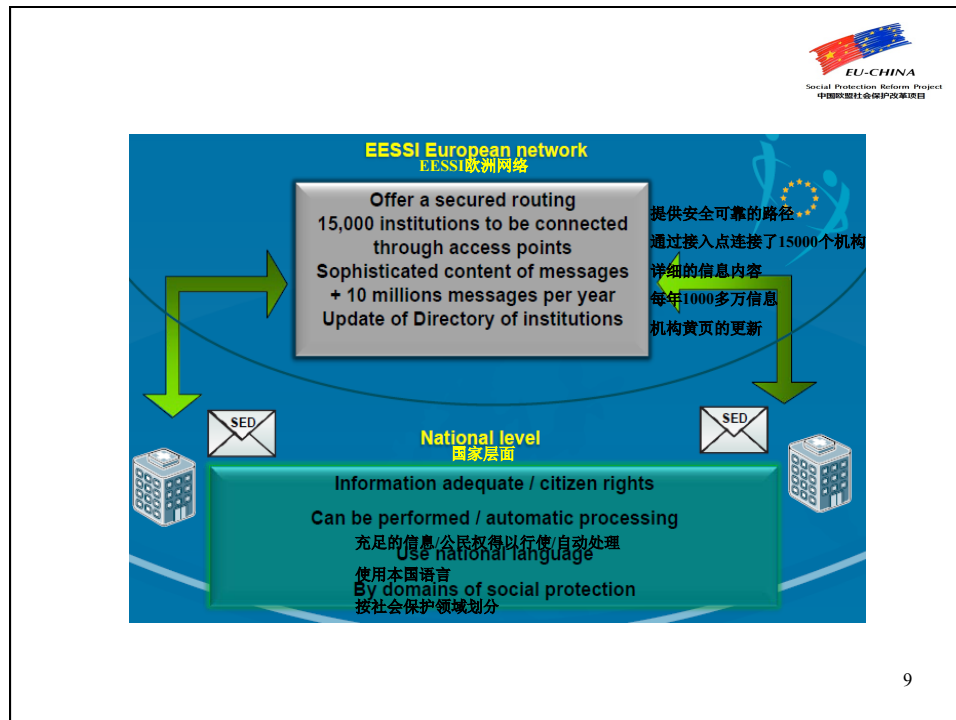 EU-CHINA
Social Protection Reform Project
中国欧盟社会保护改革项目
EESSI European network
EESSI欧洲网络
Offer a secured routing
15,000 institutions to be connected
through access points
Sophisticated content of messages
+ 10 millions messages per year
Update of Directory of institutions
提供安全可靠的路径
通过接入点连接了15000个机构
详细的信息内容
每年1000多万信息
机构黄页的更新
SED
SED
National level
国家层面
Information adequate / citizen rights
Can be performed / automatic processing
充足的信息/公民权得以行使/自动处理
Use national language
使用本国语言
By domains of social protection
按社会保护领域划分
9